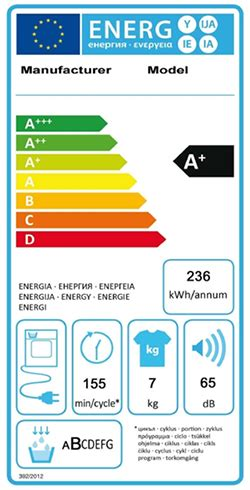 ENERG Y IJA
енергия · ενεργεια IE IA
Manufacturer Model
A+++
A++
A+
A
B
C
D
A+
236
kWh/annum
ENERGIA · ЕНЕРГИЯ · ΕΝΕΡΓΕΙΑ
ENERGIJA · ENERGY · ENERGIE
ENERGI
155
min/cycle*
kg
7
kg
65
dB
ABCDEFG
* цикъл · cyklus · portion · zyklus
πρόγραμμα · ciclo · tsükkel
ohjelma · ciklus · ciklas · cikls
ċiklu · cyclus · cykl · ciclu
program · torkomgång
392/2012